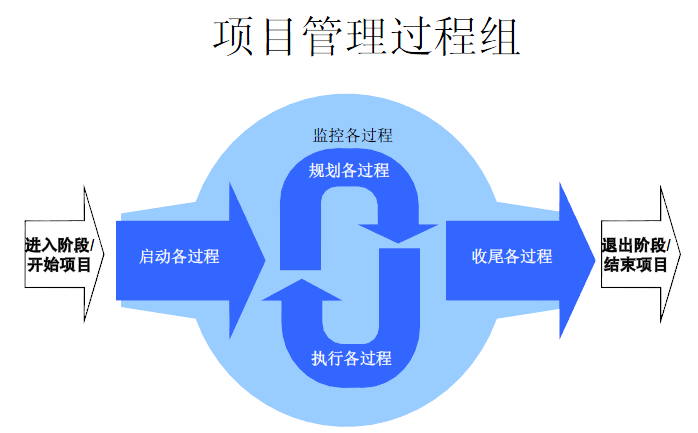 项目管理过程组
监控各过程
规划各过程
进入阶段/
开始项目
启动各过程
收尾各过程
退出阶段/
结束项目
执行各过程